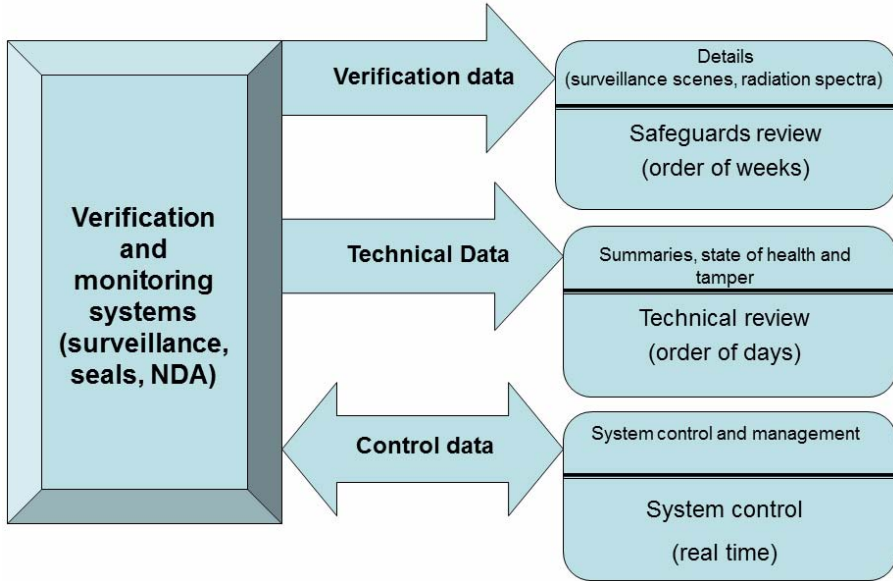 Verification
and
monitoring
systems
(surveillance,
seals, NDA)
Verification data
Details
(surveillance scenes, radiation spectra)
Safeguards review
(order of weeks)
Technical Data
Summaries, state of health and
tamper
Technical review
(order of days)
Control data
System control and management
System control
(real time)